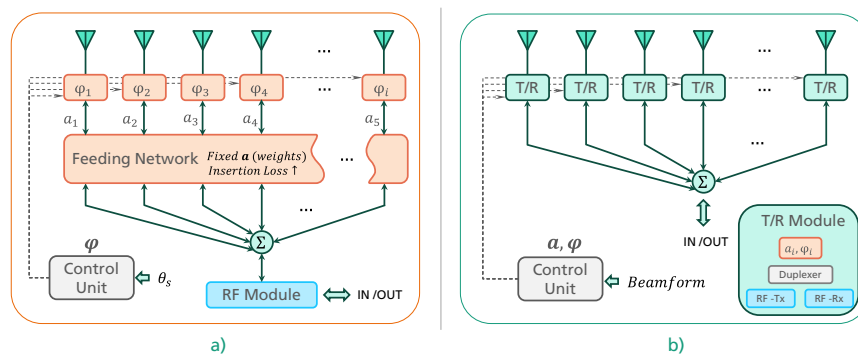 ...
φ₁ φ₂ φ₃ φ₄ ... φᵢ
a₁ a₂ a₃ a₄ a₅
Feeding Network Fixed a (weights) ...
Insertion Loss ↑
...
Σ
φ
Control
Unit
θₛ
RF Module
IN /OUT
a)
...
T/R T/R T/R T/R T/R ... T/R
...
Σ
IN /OUT
a, φ
Control
Unit
Beamform
T/R Module
aᵢ, φᵢ
Duplexer
RF -Tx RF -Rx
b)